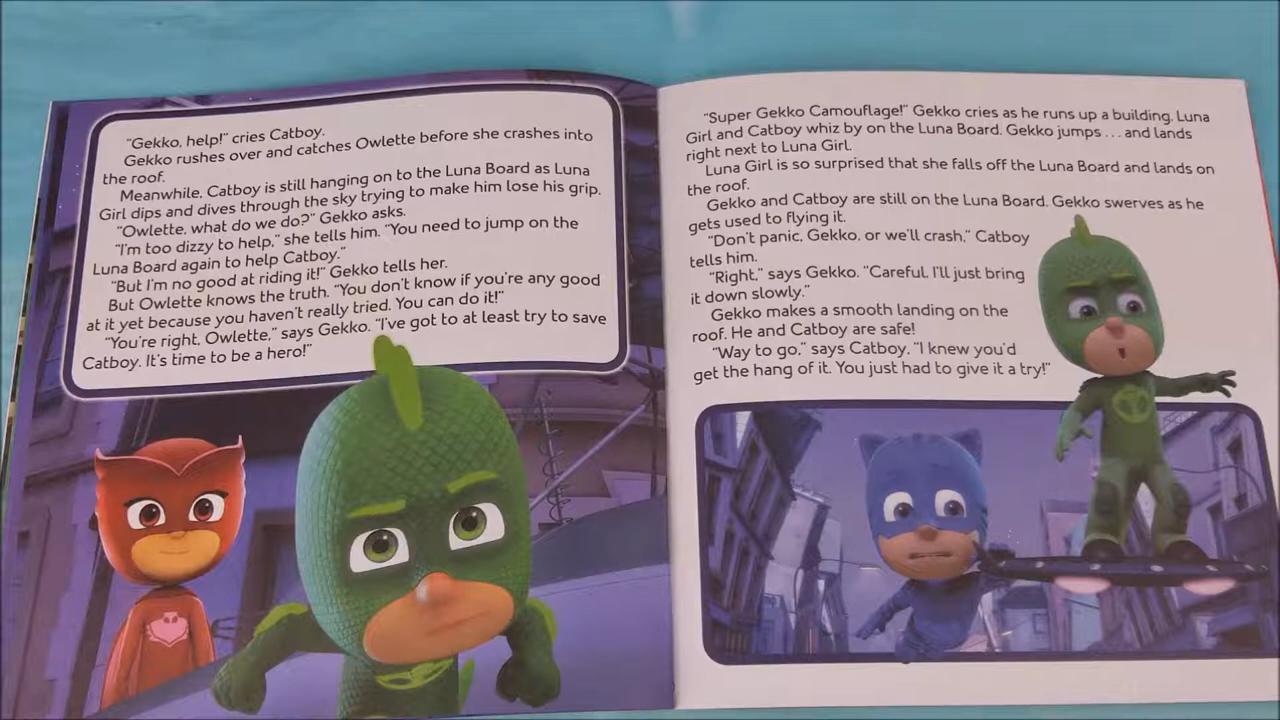 "Gekko, help!" cries Catboy.
Gekko rushes over and catches Owlette before she crashes into
the roof.
Meanwhile, Catboy is still hanging on to the Luna Board as Luna
Girl dips and dives through the sky trying to make him lose his grip.
"Owlette, what do we do?" Gekko asks.
"I'm too dizzy to help," she tells him. "You need to jump on the
Luna Board again to help Catboy."
"But I'm no good at riding it!" Gekko tells her.
But Owlette knows the truth. "You don't know if you're any good
at it yet because you haven't really tried. You can do it!"
"You're right, Owlette," says Gekko. "I've got to at least try to save
Catboy. It's time to be a hero!"
"Super Gekko Camouflage!" Gekko cries as he runs up a building. Luna
Girl and Catboy whiz by on the Luna Board. Gekko jumps . . . and lands
right next to Luna Girl.
Luna Girl is so surprised that she falls off the Luna Board and lands on
the roof.
Gekko and Catboy are still on the Luna Board. Gekko swerves as he
gets used to flying it.
"Don't panic, Gekko, or we'll crash," Catboy
tells him.
"Right," says Gekko. "Careful. I'll just bring
it down slowly."
Gekko makes a smooth landing on the
roof. He and Catboy are safe!
"Way to go," says Catboy, "I knew you'd
get the hang of it. You just had to give it a try!"